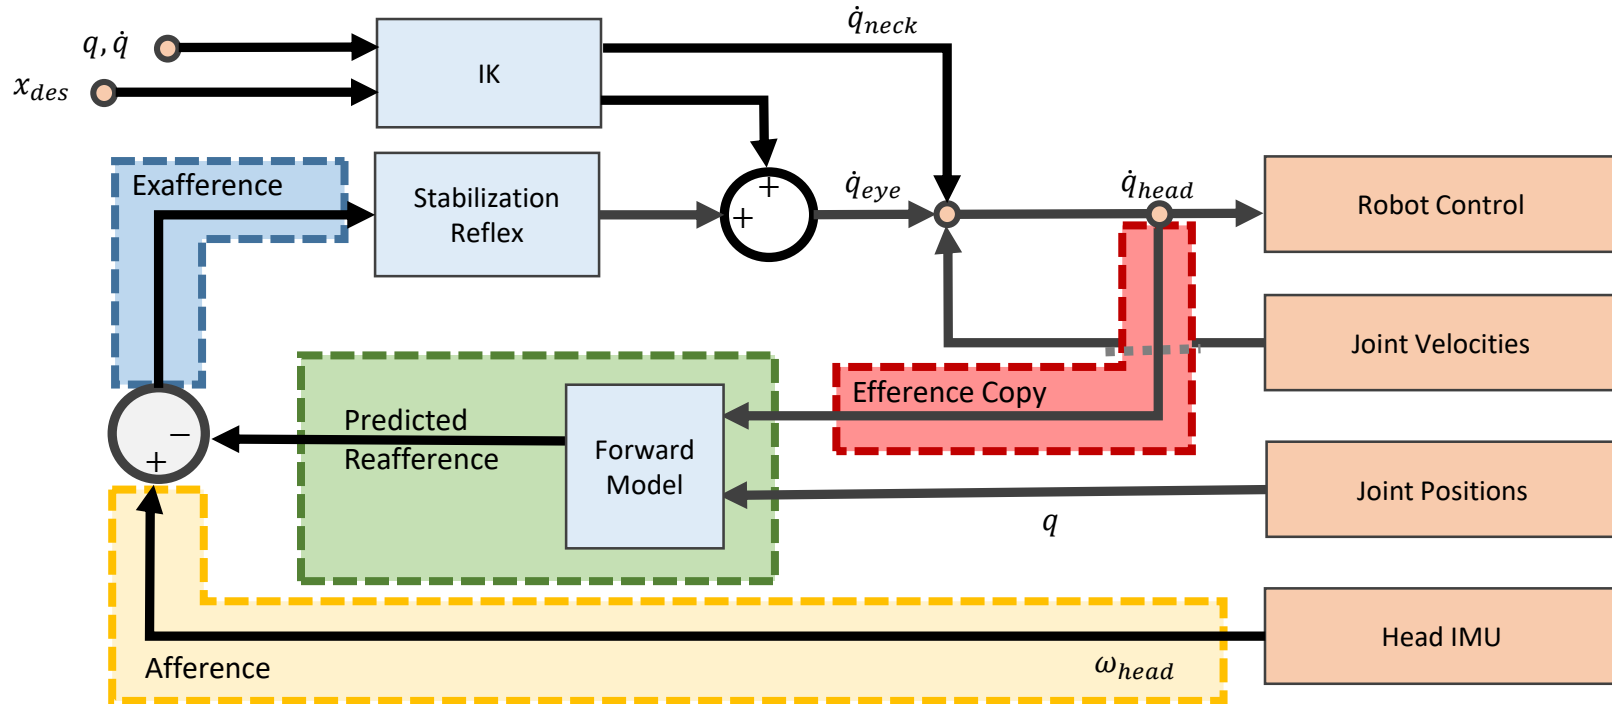 q, q̇
x_des
IK
q̇_neck
Exafference
Stabilization
Reflex
+
+
q̇_eye
q̇_head
Robot Control
Joint Velocities
Efference Copy
Predicted
Reafference
−
+
Forward
Model
Joint Positions
q
Head IMU
Afference
ω_head